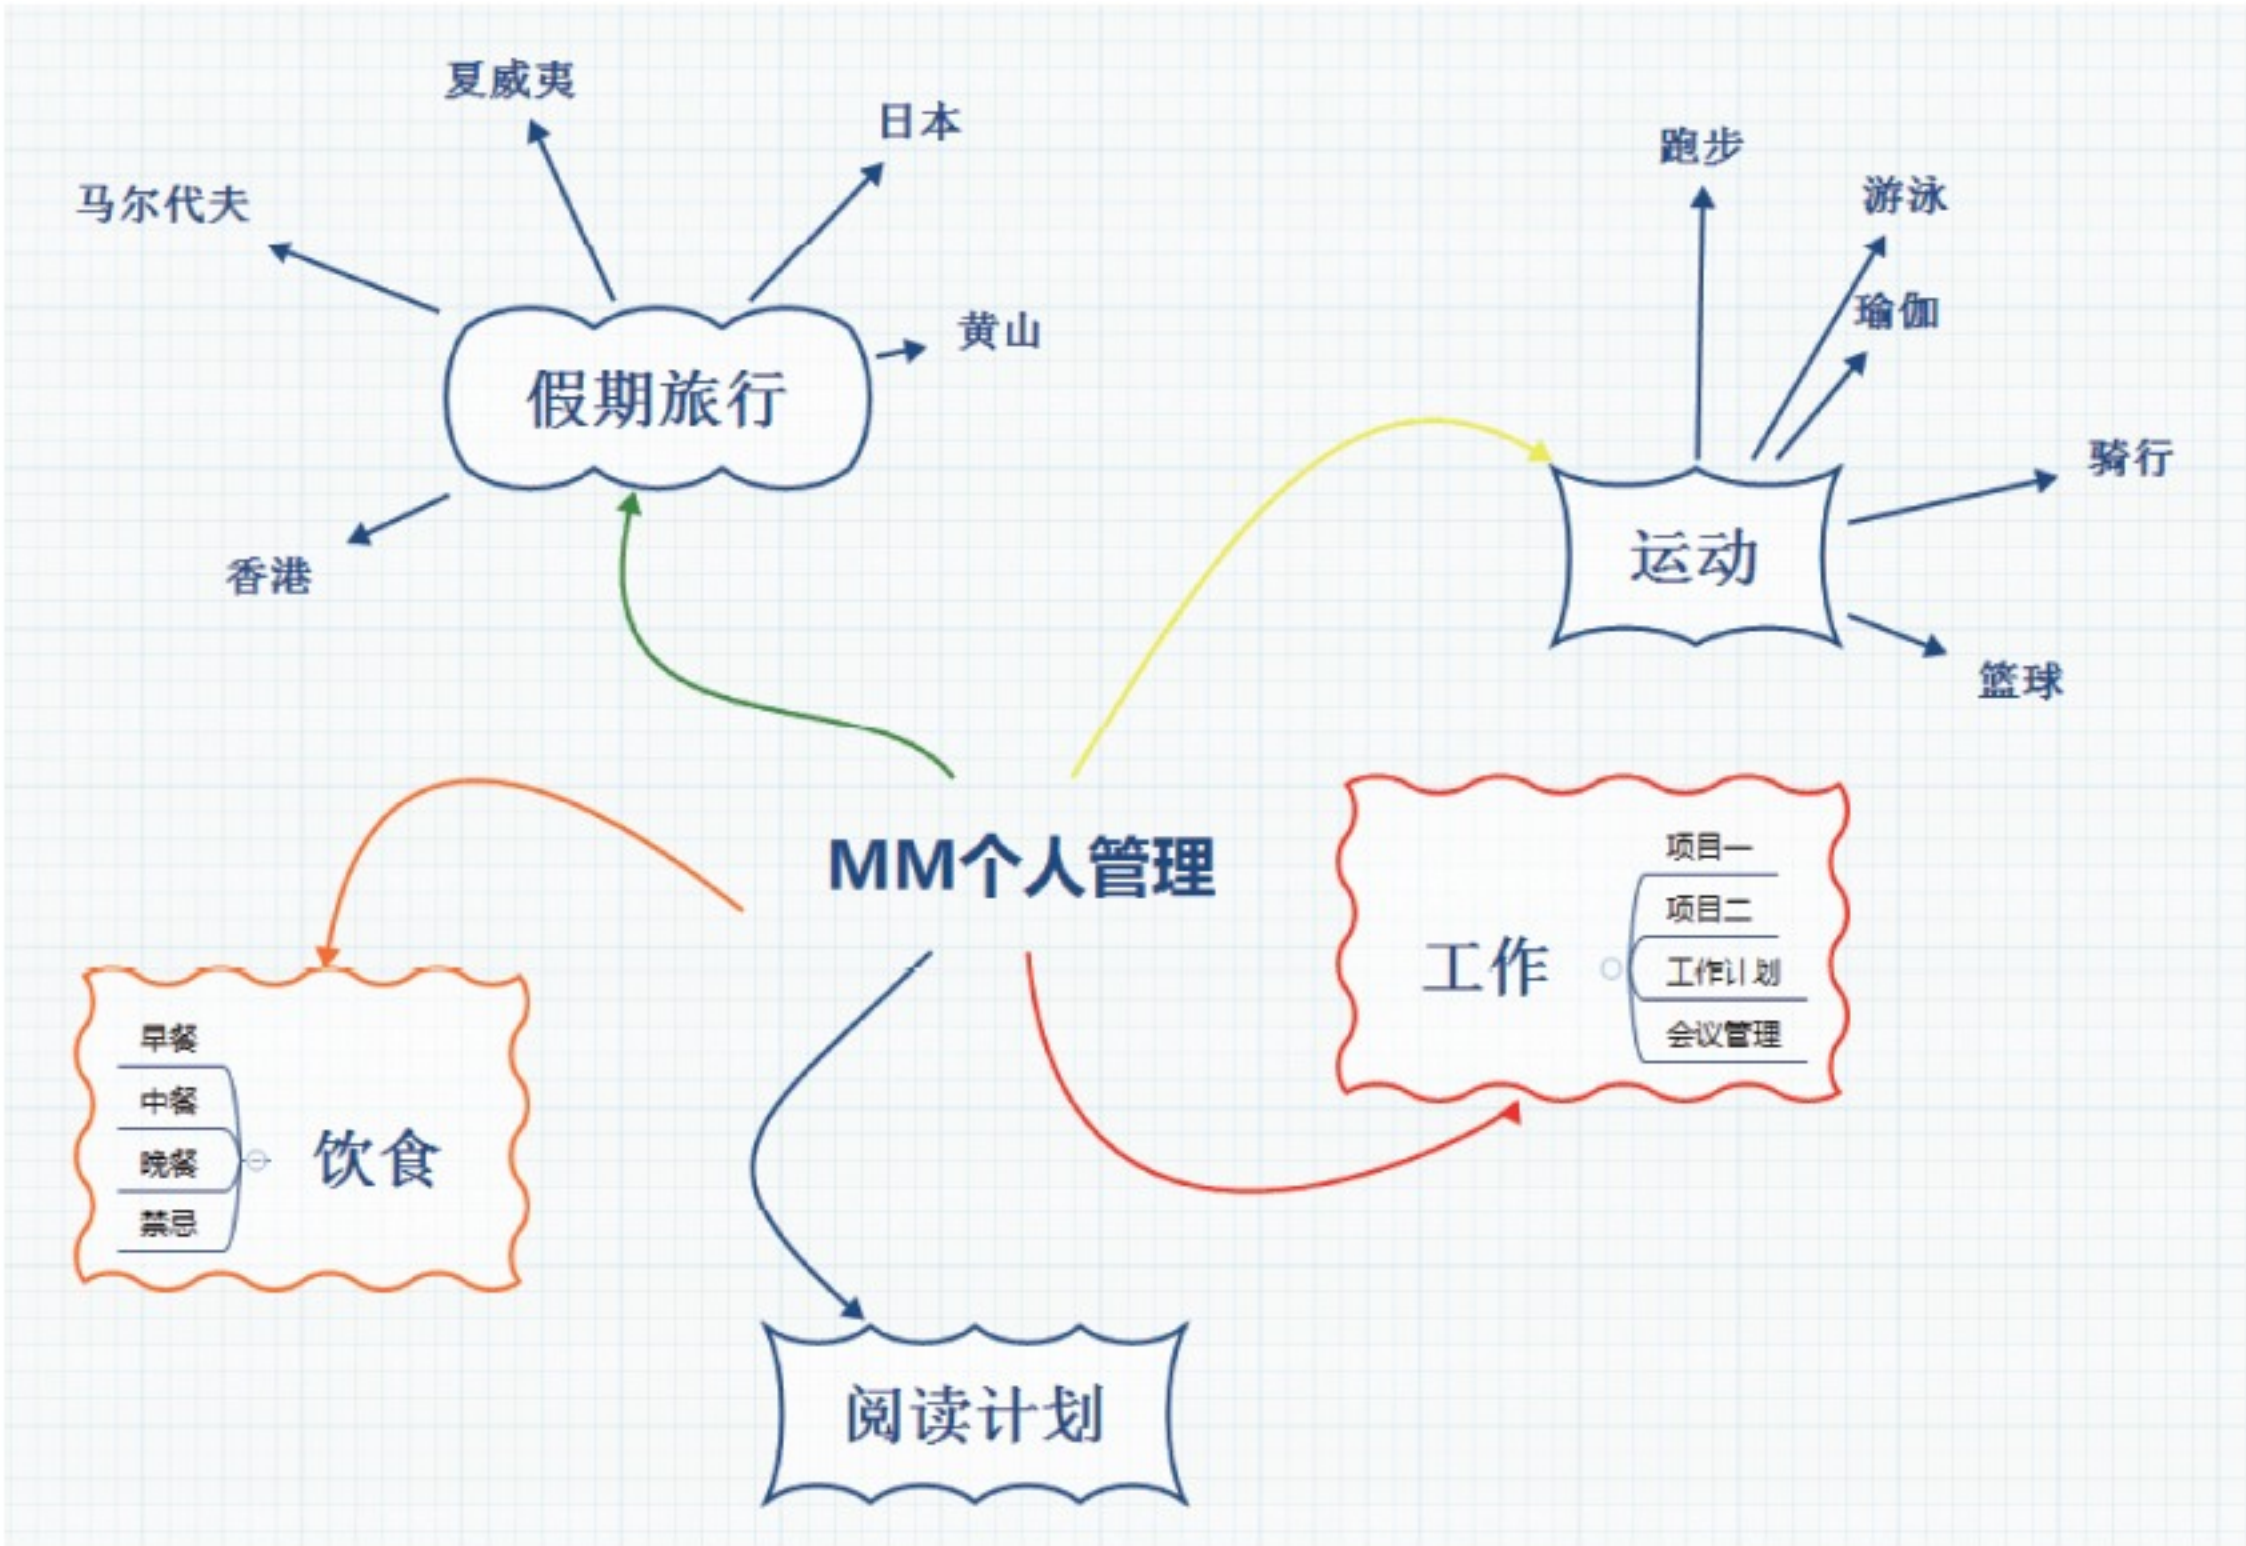 夏威夷
日本
马尔代夫
黄山
假期旅行
香港
跑步
游泳
瑜伽
骑行
运动
篮球
MM个人管理
项目一
项目二
工作
工作计划
会议管理
早餐
中餐
晚餐
饮食
禁忌
阅读计划